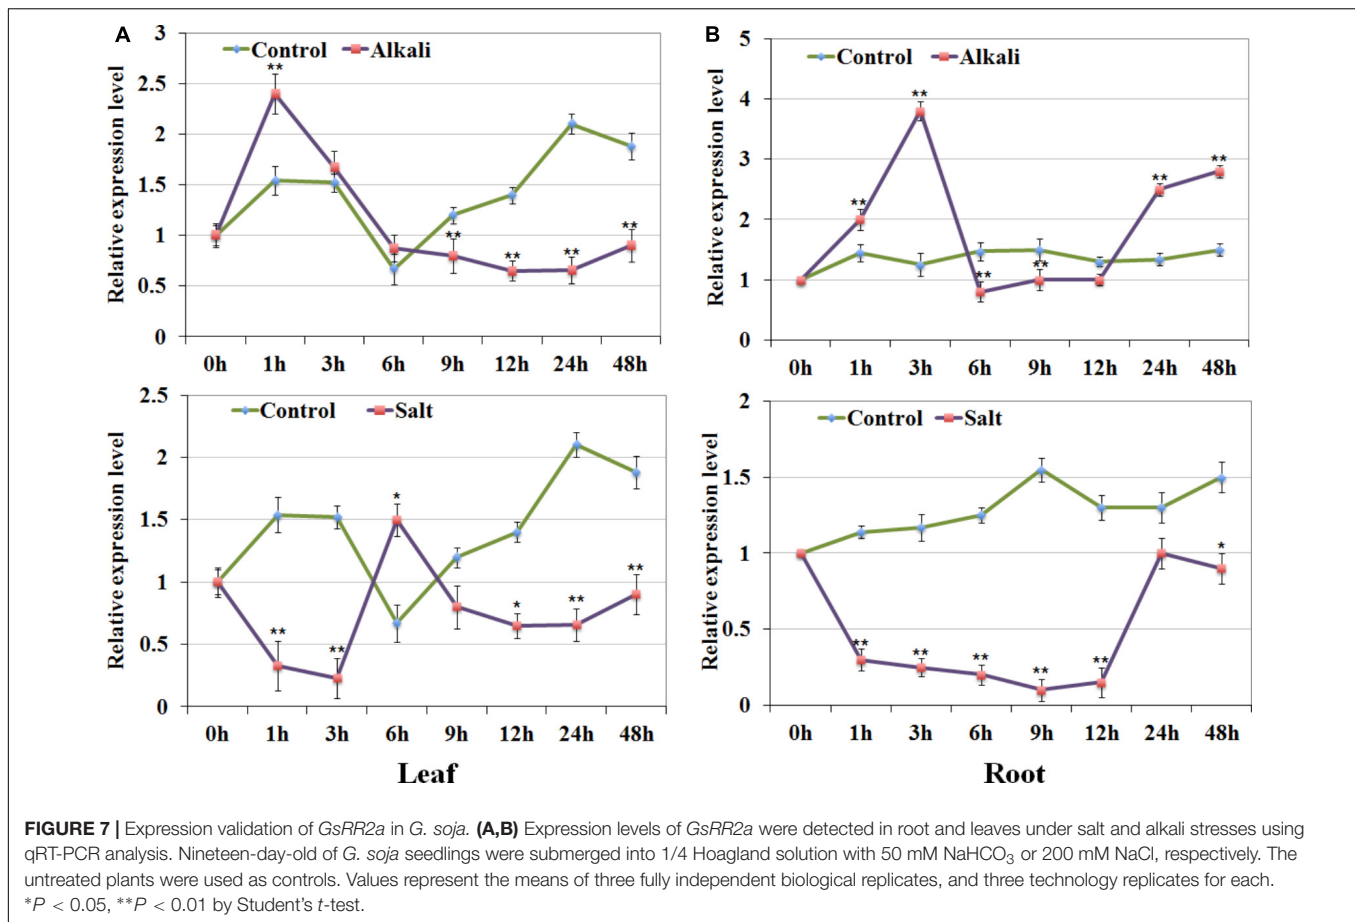 A
Control
Alkali
Relative expression level
3
2.5
2
1.5
1
0.5
0
**
**
**
**
**
0h 1h 3h 6h 9h 12h 24h 48h
B
Control
Alkali
Relative expression level
5
4
3
2
1
0
**
**
**
**
**
**
0h 1h 3h 6h 9h 12h 24h 48h
Control
Salt
Relative expression level
2.5
2
1.5
1
0.5
0
**
**
*
*
**
**
0h 1h 3h 6h 9h 12h 24h 48h
Leaf
Control
Salt
Relative expression level
2
1.5
1
0.5
0
**
**
**
**
**
*
0h 1h 3h 6h 9h 12h 24h 48h
Root
FIGURE 7 | Expression validation of GsRR2a in G. soja. (A,B) Expression levels of GsRR2a were detected in root and leaves under salt and alkali stresses using
qRT-PCR analysis. Nineteen-day-old of G. soja seedlings were submerged into 1/4 Hoagland solution with 50 mM NaHCO₃ or 200 mM NaCl, respectively. The
untreated plants were used as controls. Values represent the means of three fully independent biological replicates, and three technology replicates for each.
*P < 0.05, **P < 0.01 by Student's t-test.